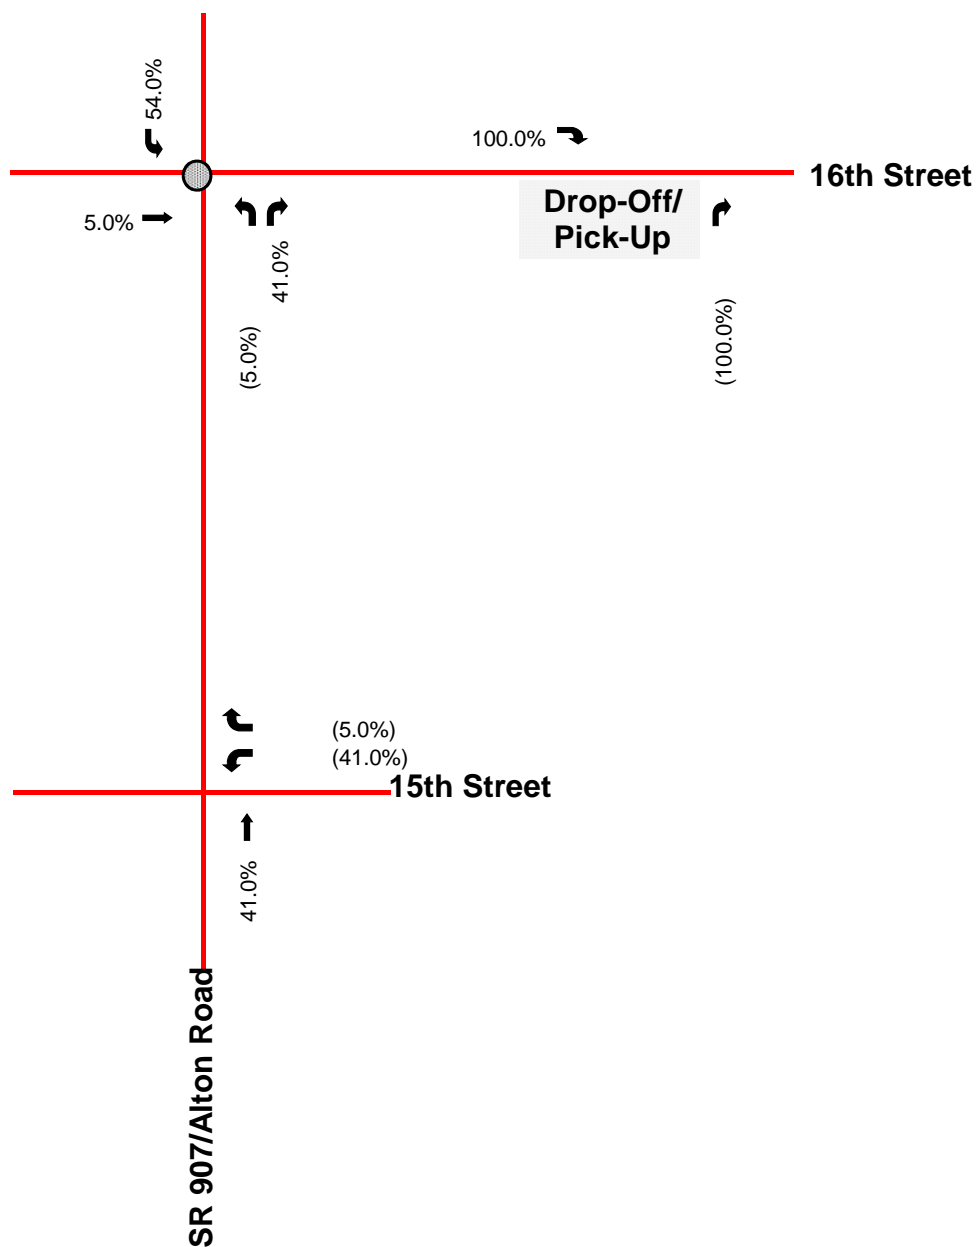 54.0%
100.0%
16th Street
5.0%
Drop-Off/
Pick-Up
41.0%
(5.0%)
(100.0%)
(5.0%)
(41.0%)
15th Street
41.0%
SR 907/Alton Road